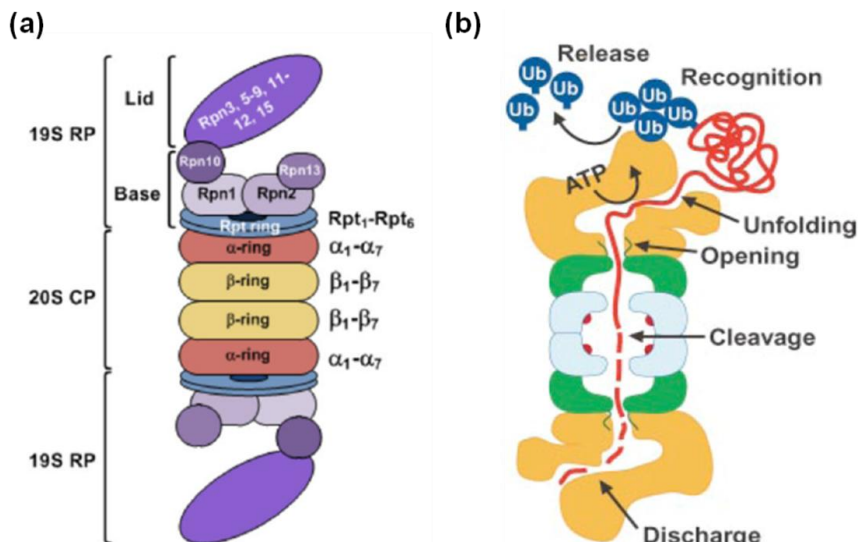 (a)
19S RP
Lid
Rpn3, 5-9, 11-
12, 15
Base
Rpn10
Rpn13
Rpn1
Rpn2
Rpt ring
Rpt₁-Rpt₆
α-ring
α₁-α₇
20S CP
β-ring
β₁-β₇
β-ring
β₁-β₇
α-ring
α₁-α₇
19S RP
(b)
Release
Ub
Ub
Ub
Recognition
Ub
Ub
Ub
Ub
ATP
Unfolding
Opening
Cleavage
Discharge